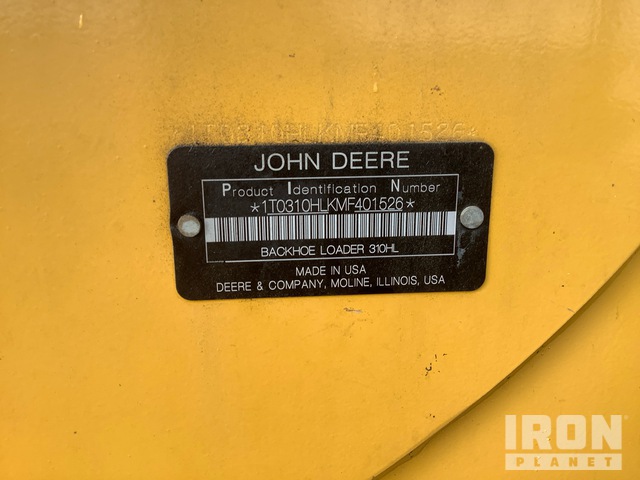 *1T0310HLKMF401526*
JOHN DEERE
Product Identification Number
*1T0310HLKMF401526*
BACKHOE LOADER 310HL
MADE IN USA
DEERE & COMPANY, MOLINE, ILLINOIS, USA
IRON
PLANET